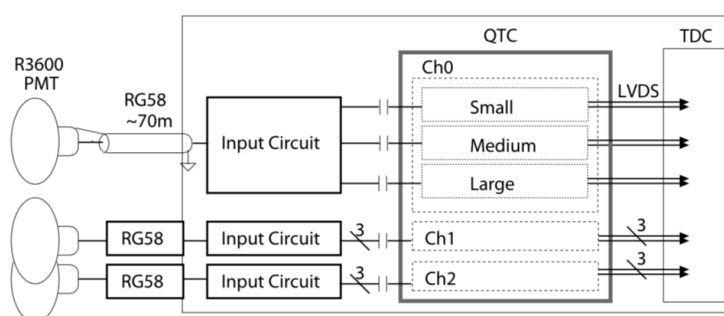 QTC
TDC
R3600
PMT
RG58
~70m
Ch0
LVDS
Input Circuit
Small
Medium
Large
RG58
Input Circuit
3
Ch1
3
RG58
Input Circuit
3
Ch2
3